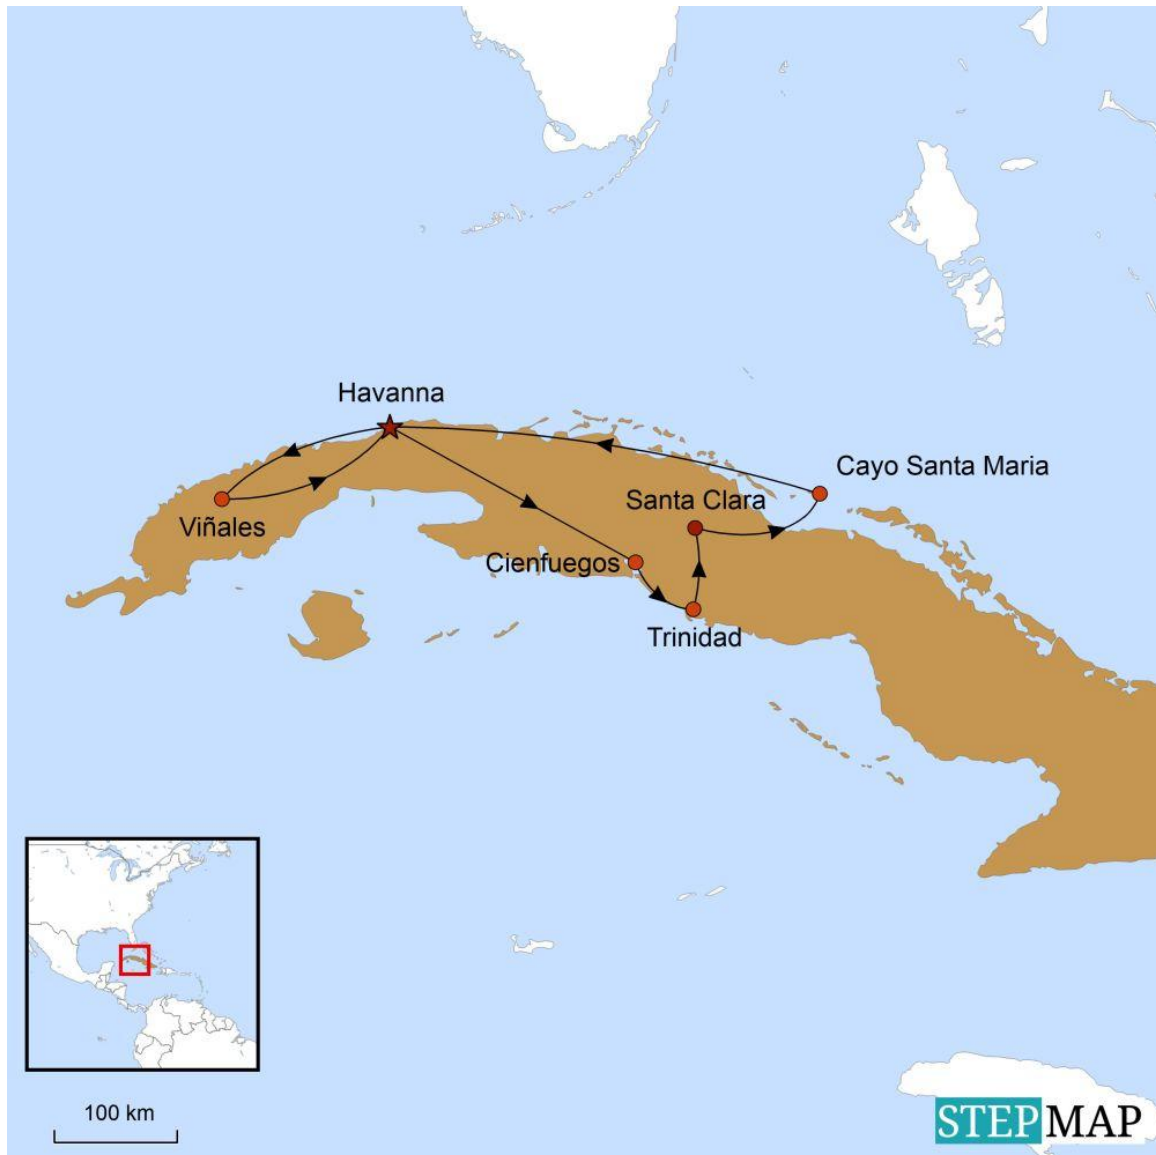 Havanna
Cayo Santa Maria
Santa Clara
Viñales
Cienfuegos
Trinidad
100 km
STEPMAP